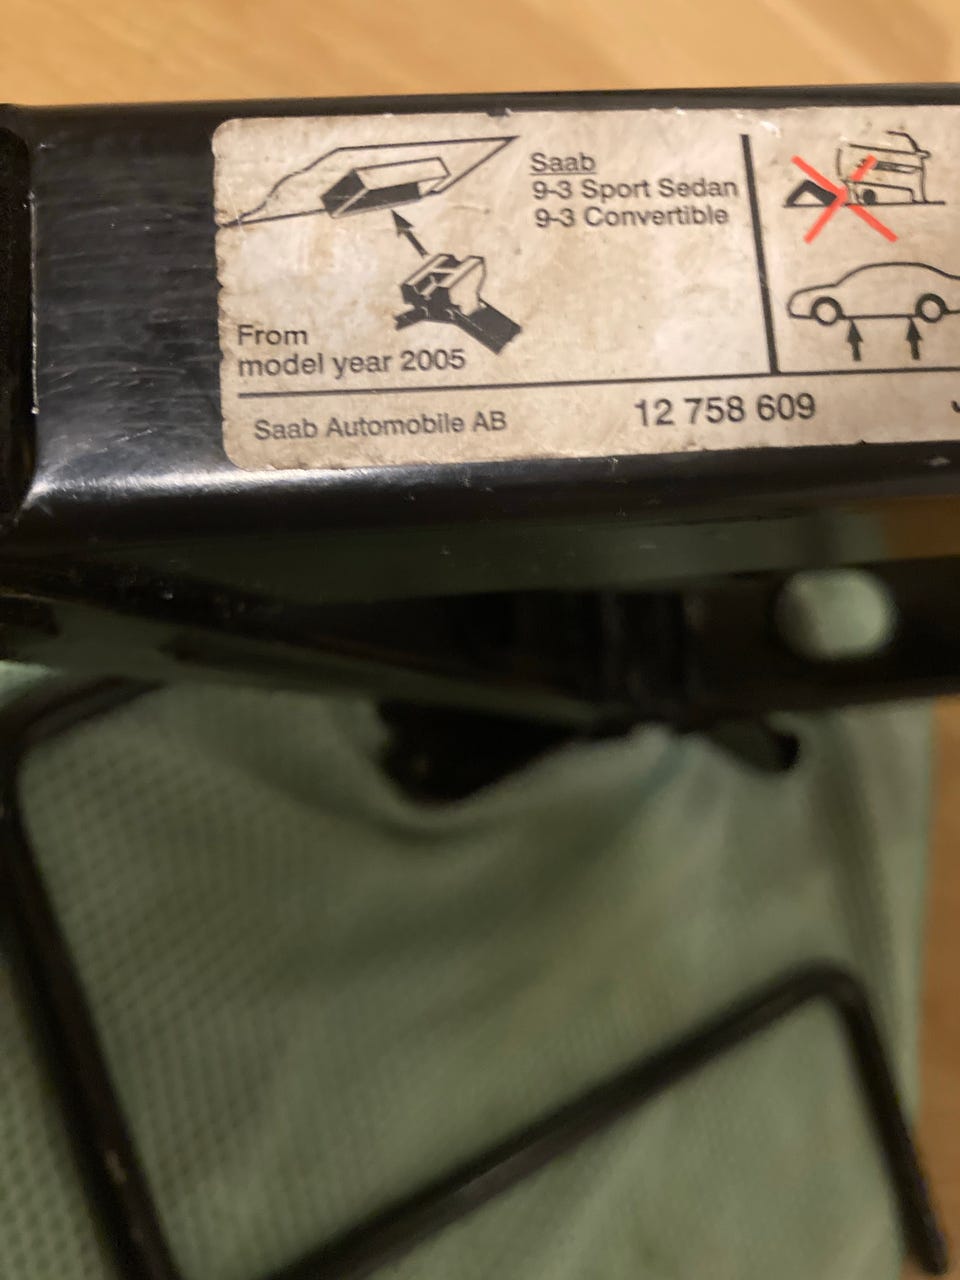 Saab
9-3 Sport Sedan
9-3 Convertible
From
model year 2005
Saab Automobile AB
12 758 609